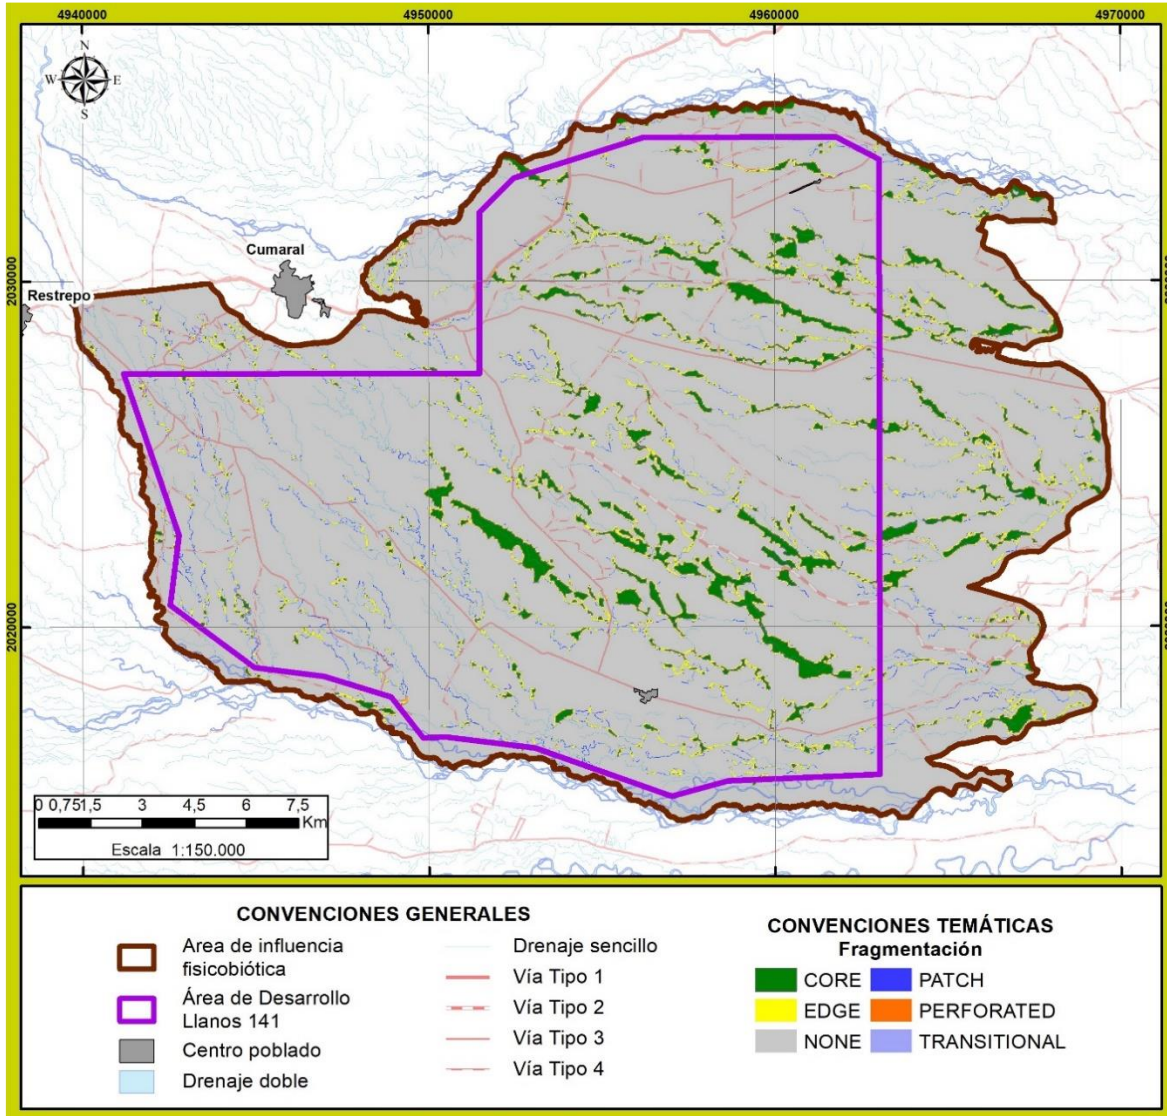 4940000 4950000 4960000 4970000
N
W E
S
Cumaral
Restrepo
2030000
2020000
0 0,751,5 3 4,5 6 7,5
Km
Escala 1:150.000
CONVENCIONES GENERALES
Area de influencia
fisicobiótica
Área de Desarrollo
Llanos 141
Centro poblado
Drenaje doble
Drenaje sencillo
Vía Tipo 1
Vía Tipo 2
Vía Tipo 3
Vía Tipo 4
CONVENCIONES TEMÁTICAS
Fragmentación
CORE PATCH
EDGE PERFORATED
NONE TRANSITIONAL